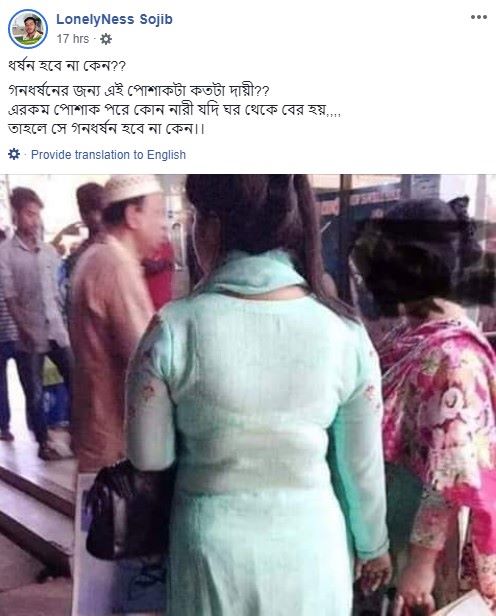 LonelyNess Sojib
17 hrs ·
ধর্ষন হবে না কেন??
গনধর্ষনের জন্য এই পোশাকটা কতটা দায়ী??
এরকম পোশাক পরে কোন নারী যদি ঘর থেকে বের হয়,,,,
তাহলে সে গনধর্ষন হবে না কেন।।
· Provide translation to English